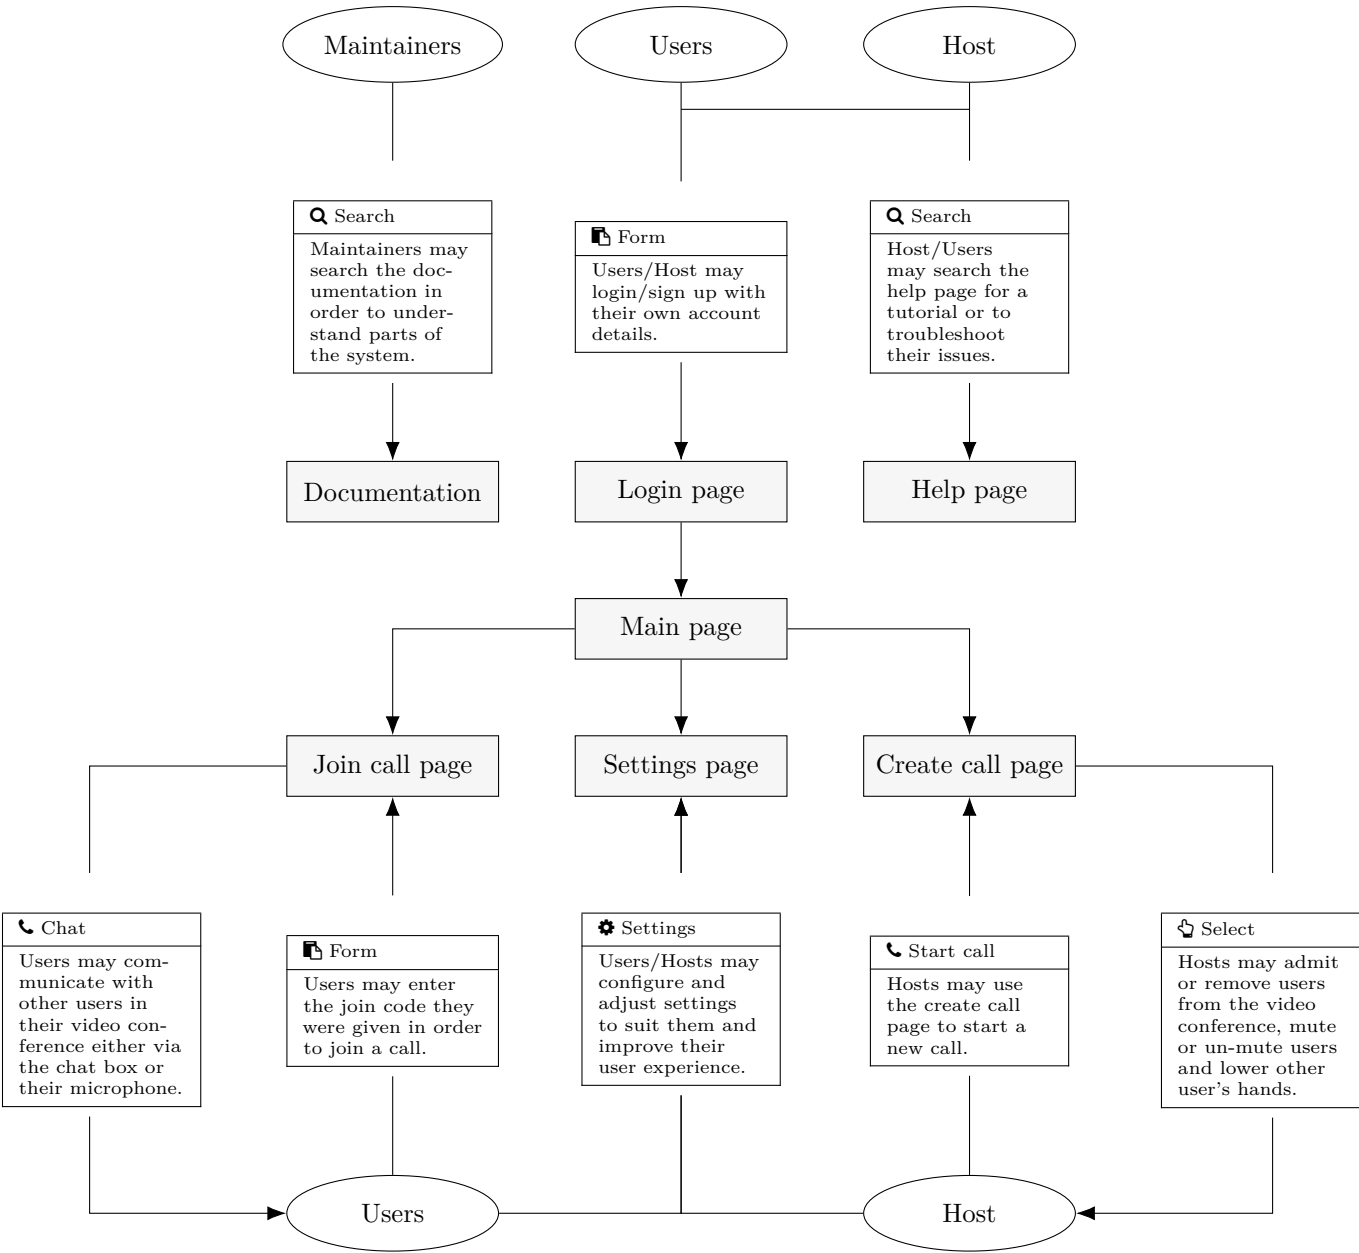 Maintainers
Users
Host
Search
Maintainers may
search the doc-
umentation in
order to under-
stand parts of
the system.
Form
Users/Host may
login/sign up with
their own account
details.
Search
Host/Users
may search the
help page for a
tutorial or to
troubleshoot
their issues.
Documentation
Login page
Help page
Main page
Join call page
Settings page
Create call page
Chat
Users may com-
municate with
other users in
their video con-
ference either via
the chat box or
their microphone.
Form
Users may enter
the join code they
were given in order
to join a call.
Settings
Users/Hosts may
configure and
adjust settings
to suit them and
improve their
user experience.
Start call
Hosts may use
the create call
page to start a
new call.
Select
Hosts may admit
or remove users
from the video
conference, mute
or un-mute users
and lower other
user's hands.
Users
Host